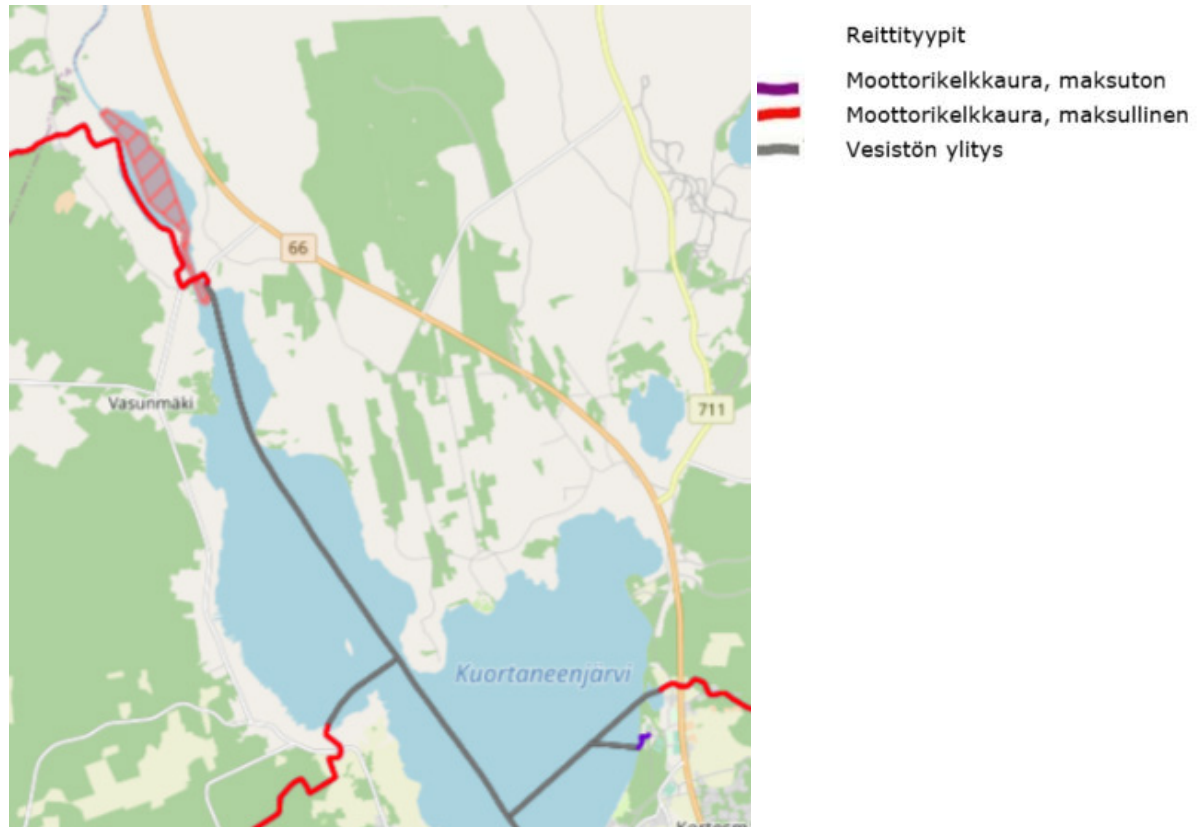 Reittityypit
Moottorikelkkaura, maksuton
Moottorikelkkaura, maksullinen
Vesistön ylitys
66
Vasunmäki
711
Kuortaneenjärvi